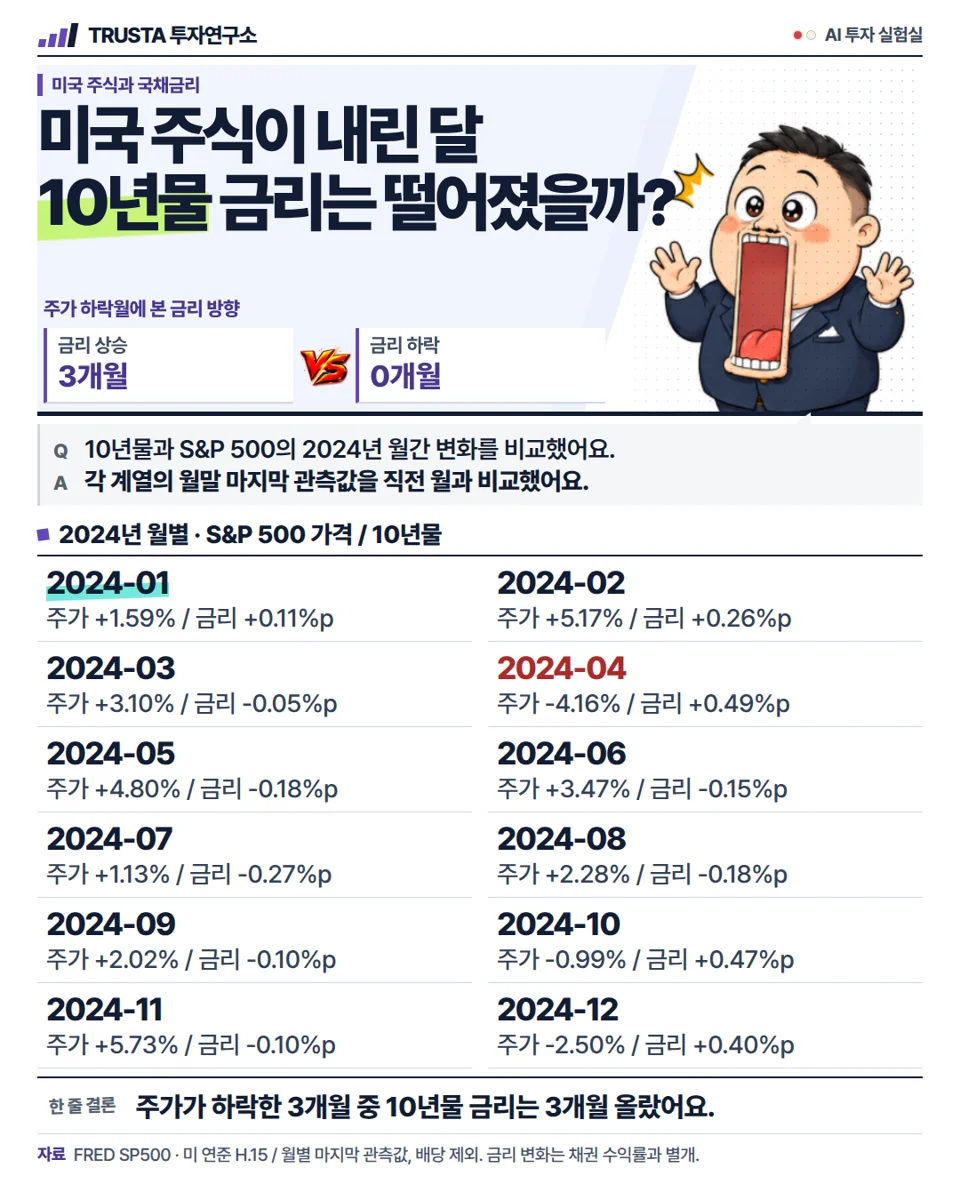 TRUSTA 투자연구소
AI 투자 실험실
미국 주식과 국채금리
미국 주식이 내린 달
10년물 금리는 떨어졌을까?
주가 하락월에 본 금리 방향
금리 상승
3개월
VS
금리 하락
0개월
Q 10년물과 S&P 500의 2024년 월간 변화를 비교했어요.
A 각 계열의 월말 마지막 관측값을 직전 월과 비교했어요.
2024년 월별 · S&P 500 가격 / 10년물
2024-01
주가 +1.59% / 금리 +0.11%p
2024-02
주가 +5.17% / 금리 +0.26%p
2024-03
주가 +3.10% / 금리 -0.05%p
2024-04
주가 -4.16% / 금리 +0.49%p
2024-05
주가 +4.80% / 금리 -0.18%p
2024-06
주가 +3.47% / 금리 -0.15%p
2024-07
주가 +1.13% / 금리 -0.27%p
2024-08
주가 +2.28% / 금리 -0.18%p
2024-09
주가 +2.02% / 금리 -0.10%p
2024-10
주가 -0.99% / 금리 +0.47%p
2024-11
주가 +5.73% / 금리 -0.10%p
2024-12
주가 -2.50% / 금리 +0.40%p
한 줄 결론 주가가 하락한 3개월 중 10년물 금리는 3개월 올랐어요.
자료 FRED SP500 · 미 연준 H.15 / 월별 마지막 관측값, 배당 제외. 금리 변화는 채권 수익률과 별개.